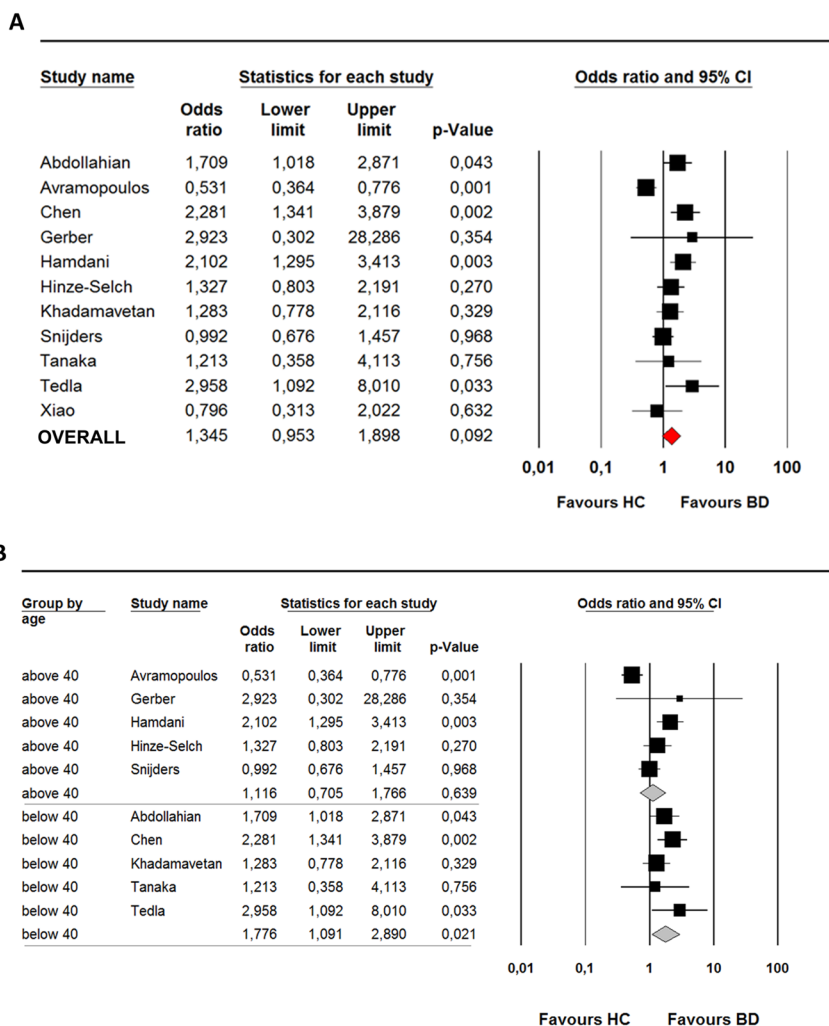 A
Study name Statistics for each study Odds ratio and 95% CI
Odds ratio Lower limit Upper limit p-Value
Abdollahian 1,709 1,018 2,871 0,043
Avramopoulos 0,531 0,364 0,776 0,001
Chen 2,281 1,341 3,879 0,002
Gerber 2,923 0,302 28,286 0,354
Hamdani 2,102 1,295 3,413 0,003
Hinze-Selch 1,327 0,803 2,191 0,270
Khadamavetan 1,283 0,778 2,116 0,329
Snijders 0,992 0,676 1,457 0,968
Tanaka 1,213 0,358 4,113 0,756
Tedla 2,958 1,092 8,010 0,033
Xiao 0,796 0,313 2,022 0,632
OVERALL 1,345 0,953 1,898 0,092
0,01 0,1 1 10 100
Favours HC Favours BD
B
Group by age Study name Statistics for each study Odds ratio and 95% CI
Odds ratio Lower limit Upper limit p-Value
above 40 Avramopoulos 0,531 0,364 0,776 0,001
above 40 Gerber 2,923 0,302 28,286 0,354
above 40 Hamdani 2,102 1,295 3,413 0,003
above 40 Hinze-Selch 1,327 0,803 2,191 0,270
above 40 Snijders 0,992 0,676 1,457 0,968
above 40 1,116 0,705 1,766 0,639
below 40 Abdollahian 1,709 1,018 2,871 0,043
below 40 Chen 2,281 1,341 3,879 0,002
below 40 Khadamavetan 1,283 0,778 2,116 0,329
below 40 Tanaka 1,213 0,358 4,113 0,756
below 40 Tedla 2,958 1,092 8,010 0,033
below 40 1,776 1,091 2,890 0,021
0,01 0,1 1 10 100
Favours HC Favours BD